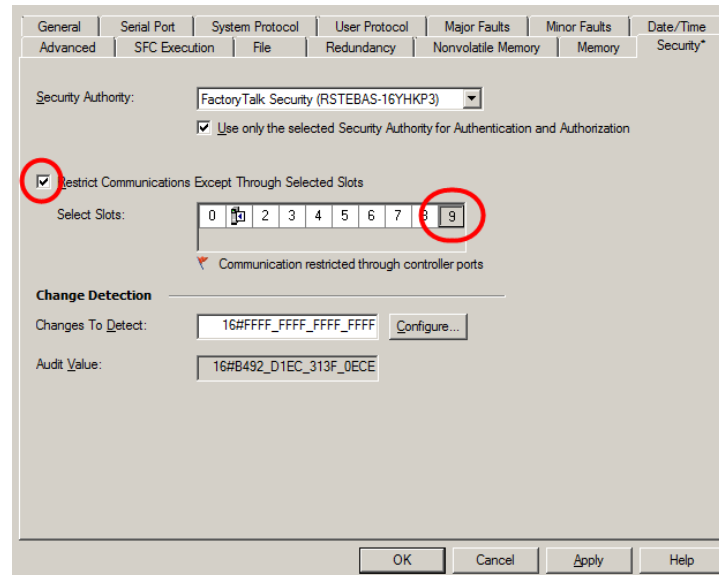 General Serial Port System Protocol User Protocol Major Faults Minor Faults Date/Time
Advanced SFC Execution File Redundancy Nonvolatile Memory Memory Security*
Security Authority: FactoryTalk Security (RSTEBAS-16YHKP3)
Use only the selected Security Authority for Authentication and Authorization
Restrict Communications Except Through Selected Slots
Select Slots: 0 2 3 4 5 6 7 8 9
Communication restricted through controller ports
Change Detection
Changes To Detect: 16#FFFF_FFFF_FFFF_FFFF Configure...
Audit Value: 16#B492_D1EC_313F_0ECE
OK Cancel Apply Help